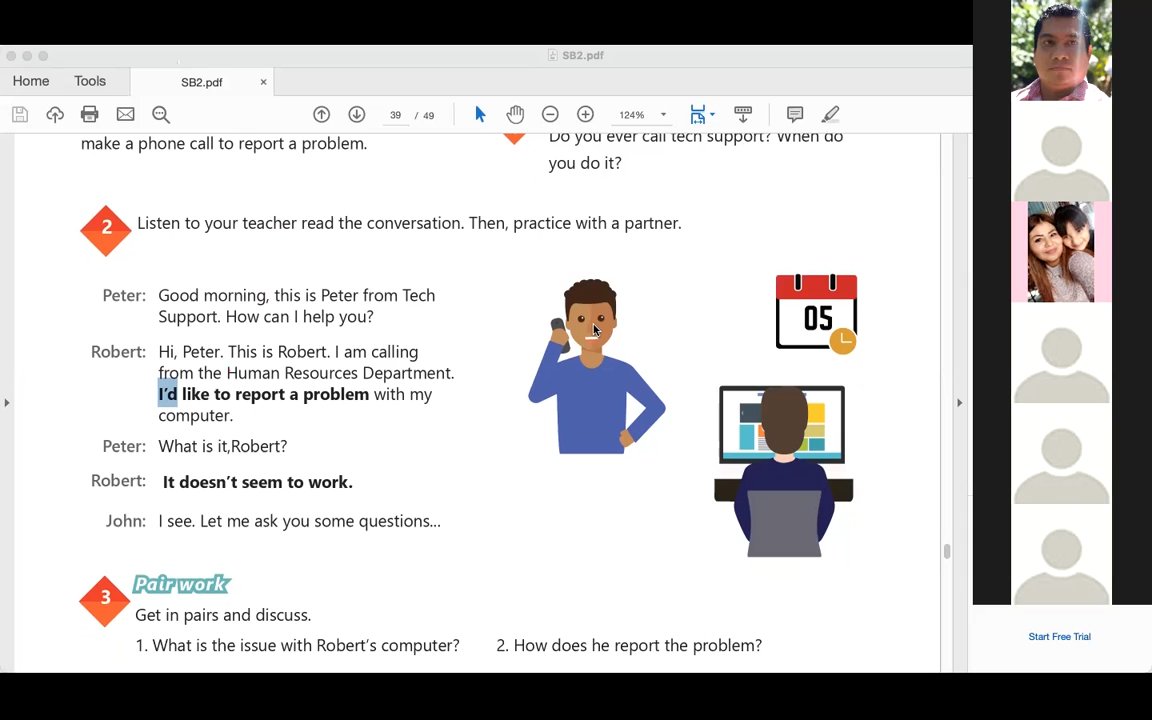 SB2.pdf
Home
Tools
SB2.pdf
×
39 / 49
124%
make a phone call to report a problem.
Do you ever call tech support? When do
you do it?
2
Listen to your teacher read the conversation. Then, practice with a partner.
Peter: Good morning, this is Peter from Tech
Support. How can I help you?
Robert: Hi, Peter. This is Robert. I am calling
from the Human Resources Department.
I'd like to report a problem with my
computer.
Peter: What is it,Robert?
Robert: It doesn't seem to work.
John: I see. Let me ask you some questions...
05
Pair work
3
Get in pairs and discuss.
1. What is the issue with Robert's computer?
2. How does he report the problem?
Start Free Trial